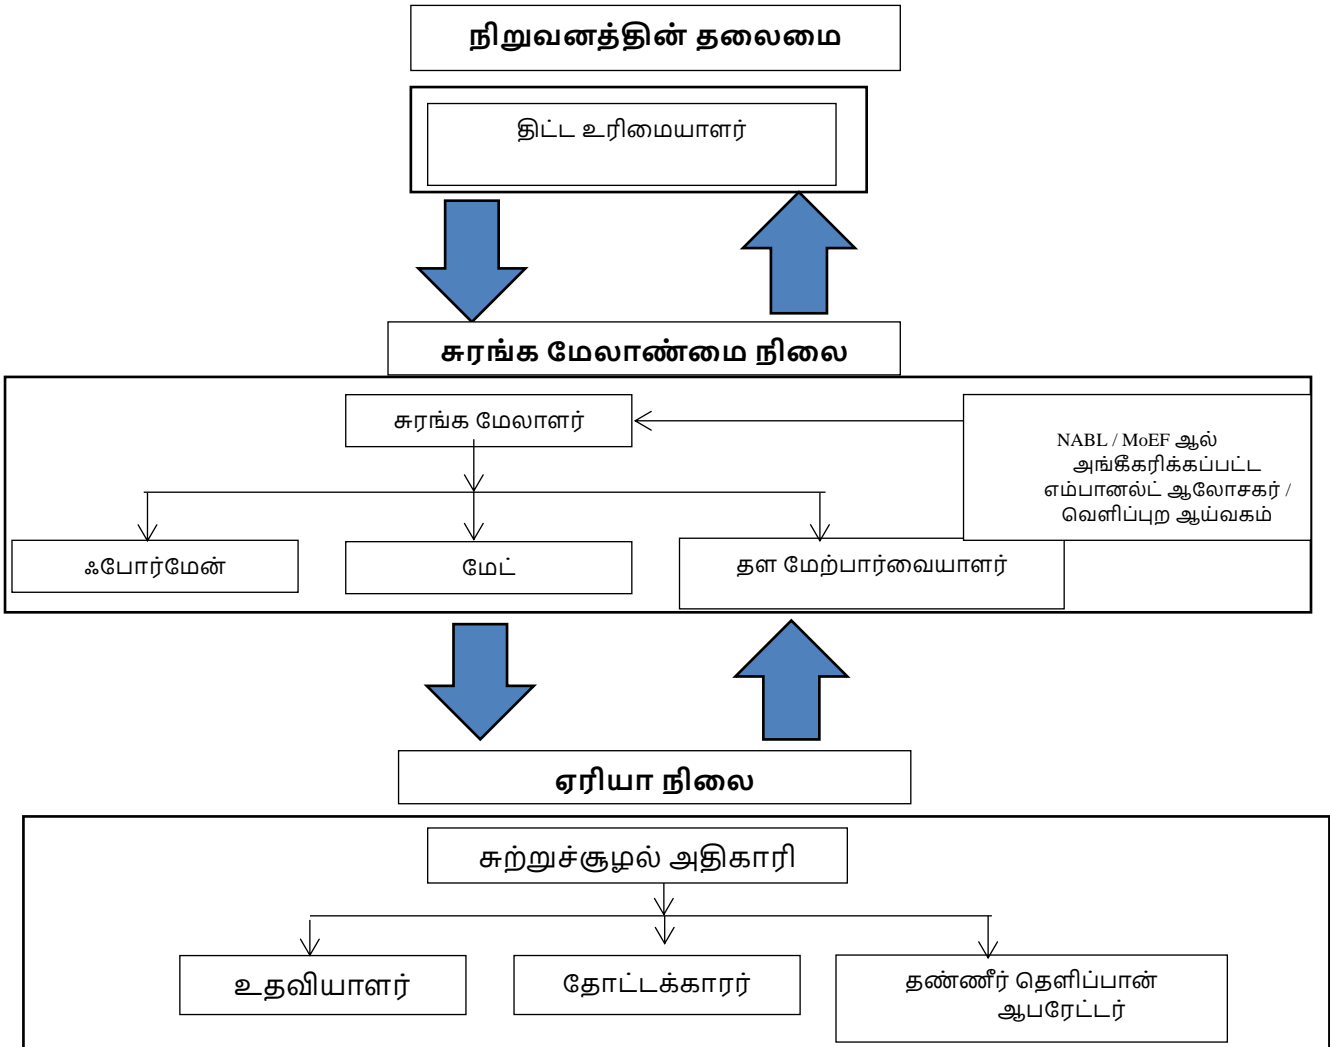 நிறுவனத்தின் தலைமை
திட்ட உரிமையாளர்
சுரங்க மேலாண்மை நிலை
சுரங்க மேலாளர்
NABL / MoEF ஆல்
அங்கீகரிக்கப்பட்ட
எம்பானல்ட் ஆலோசகர் /
வெளிப்புற ஆய்வகம்
ஃபோர்மேன்
மேட்
தள மேற்பார்வையாளர்
ஏரியா நிலை
சுற்றுச்சூழல் அதிகாரி
உதவியாளர்
தோட்டக்காரர்
தண்ணீர் தெளிப்பான்
ஆபரேட்டர்